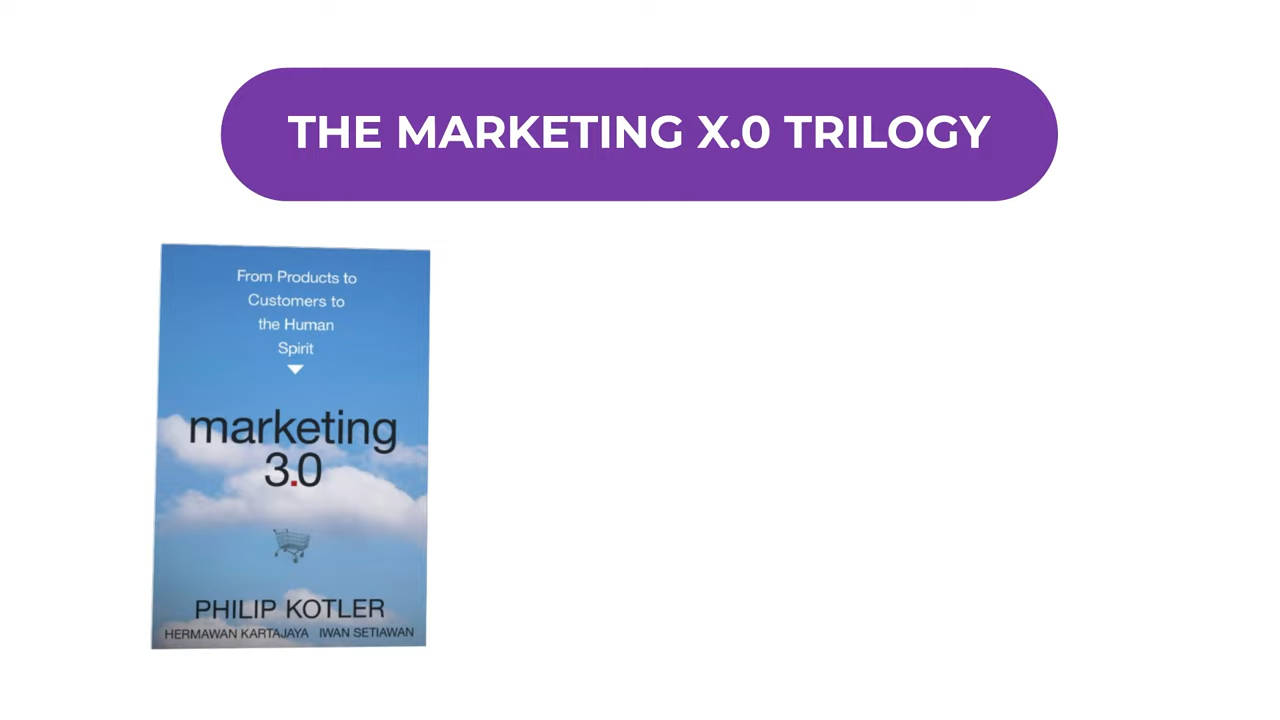 THE MARKETING X.0 TRILOGY
From Products to
Customers to
the Human
Spirit
marketing
3.0
PHILIP KOTLER
HERMAWAN KARTAJAYA IWAN SETIAWAN